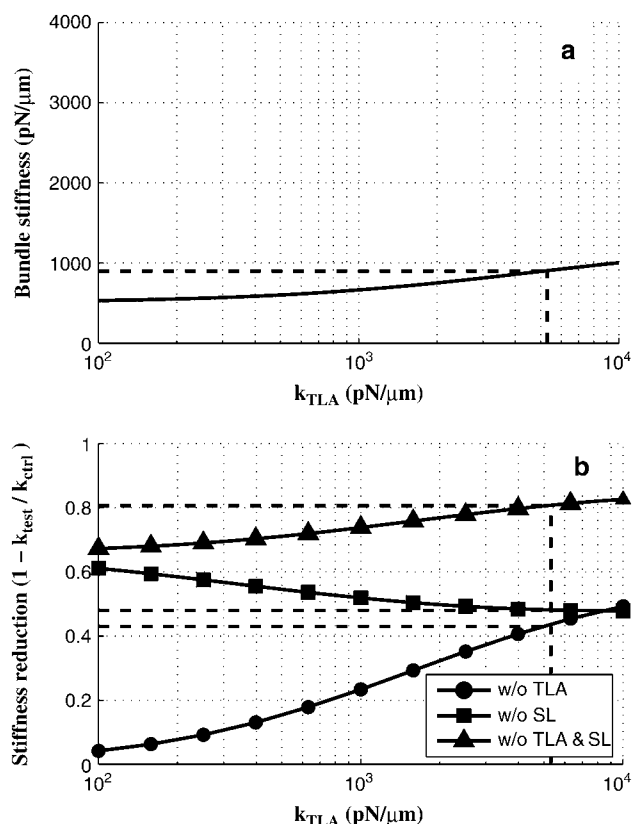 a
4000
3000
2000
1000
0
Bundle stiffness (pN/μm)
10²
10³
10⁴
k_TLA (pN/μm)
b
1
0.8
0.6
0.4
0.2
0
Stiffness reduction (1 − k_test / k_ctrl)
w/o TLA
w/o SL
w/o TLA & SL
10²
10³
10⁴
k_TLA (pN/μm)